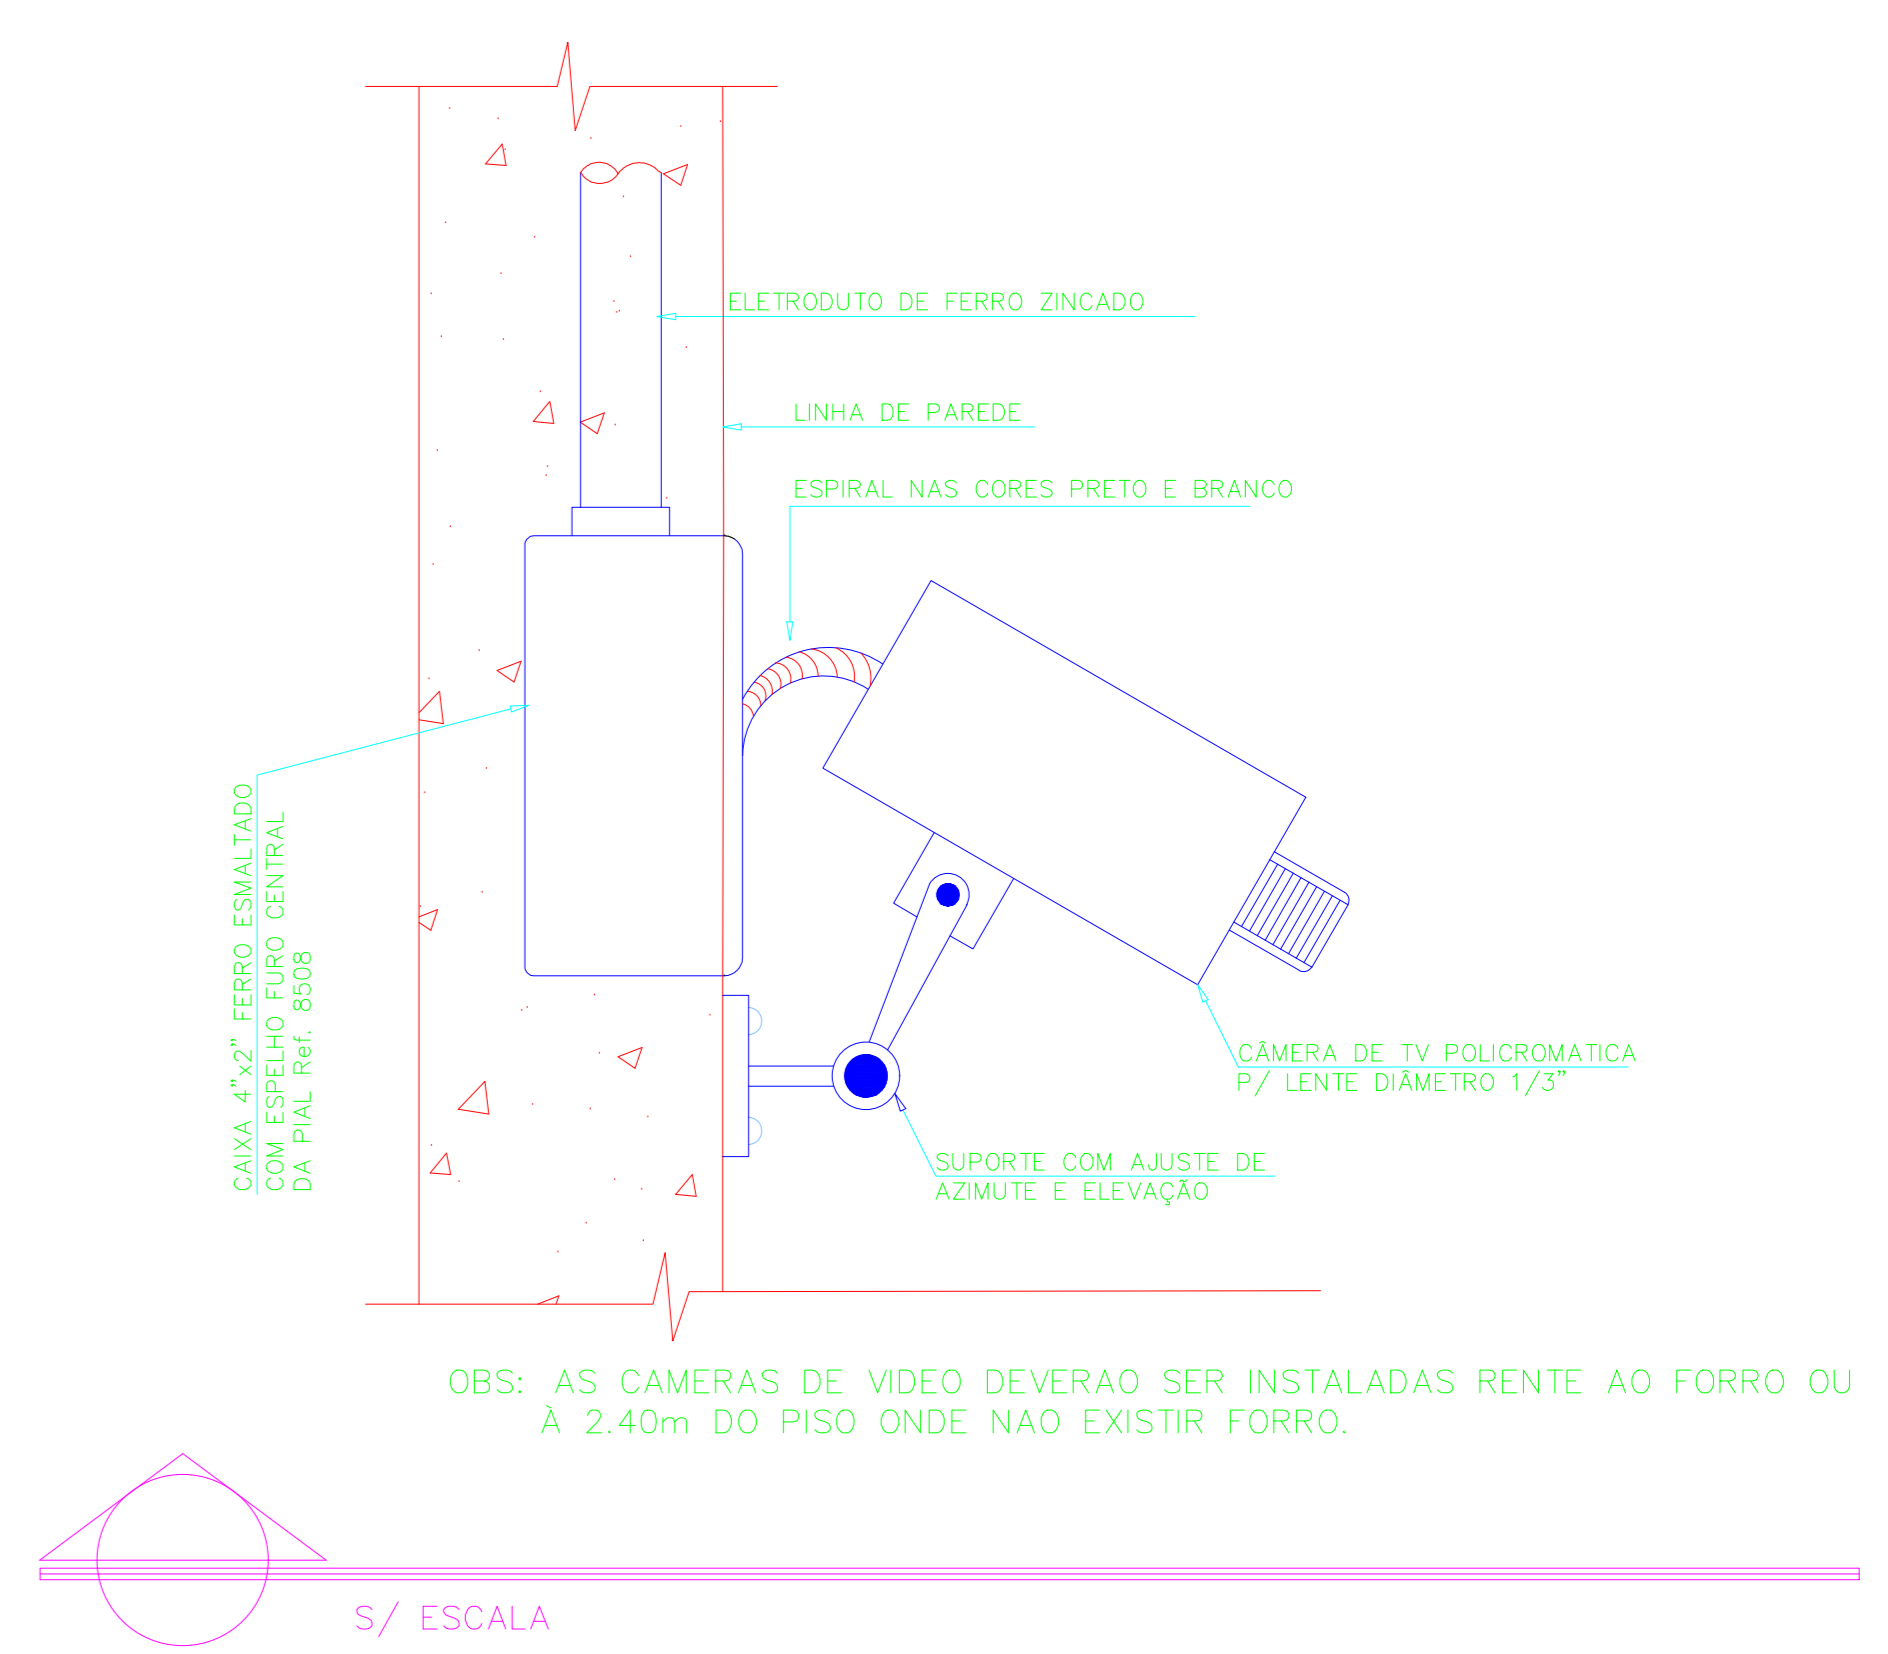 ELETRODUTO DE FERRO ZINCADO
LINHA DE PAREDE
ESPIRAL NAS CORES PRETO E BRANCO
CAIXA 4"x2" FERRO ESMALTADO
COM ESPELHO FURO CENTRAL
DA PIAL Ref. 8508
CÂMERA DE TV POLICROMATICA
P/ LENTE DIÂMETRO 1/3"
SUPORTE COM AJUSTE DE
AZIMUTE E ELEVAÇÃO
OBS: AS CAMERAS DE VIDEO DEVERAO SER INSTALADAS RENTE AO FORRO OU
À 2.40m DO PISO ONDE NAO EXISTIR FORRO.
S/ ESCALA